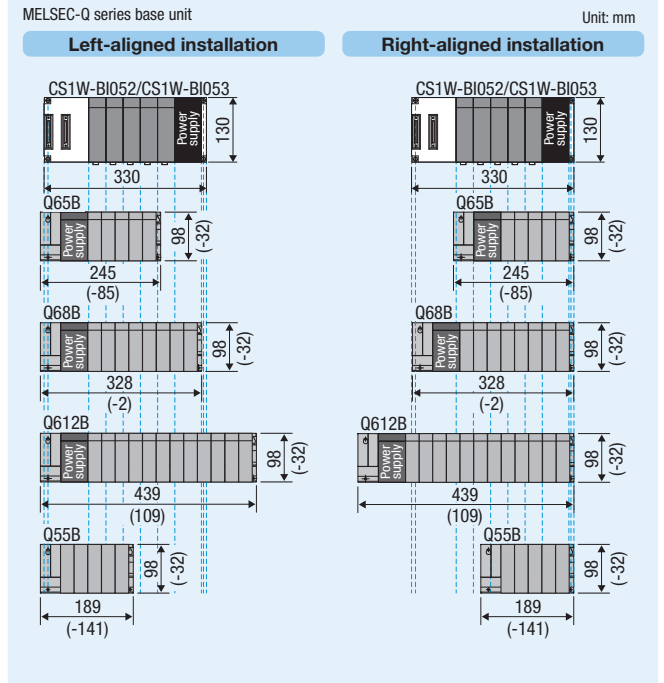 MELSEC-Q series base unit
Unit: mm
Left-aligned installation
Right-aligned installation
CS1W-BI052/CS1W-BI053
Power
supply
130
330
Q65B
Power
supply
98
(-32)
245
(-85)
Q68B
Power
supply
98
(-32)
328
(-2)
Q612B
Power
supply
98
(-32)
439
(109)
Q55B
98
(-32)
189
(-141)
CS1W-BI052/CS1W-BI053
Power
supply
130
330
Q65B
Power
supply
98
(-32)
245
(-85)
Q68B
Power
supply
98
(-32)
328
(-2)
Q612B
Power
supply
98
(-32)
439
(109)
Q55B
98
(-32)
189
(-141)